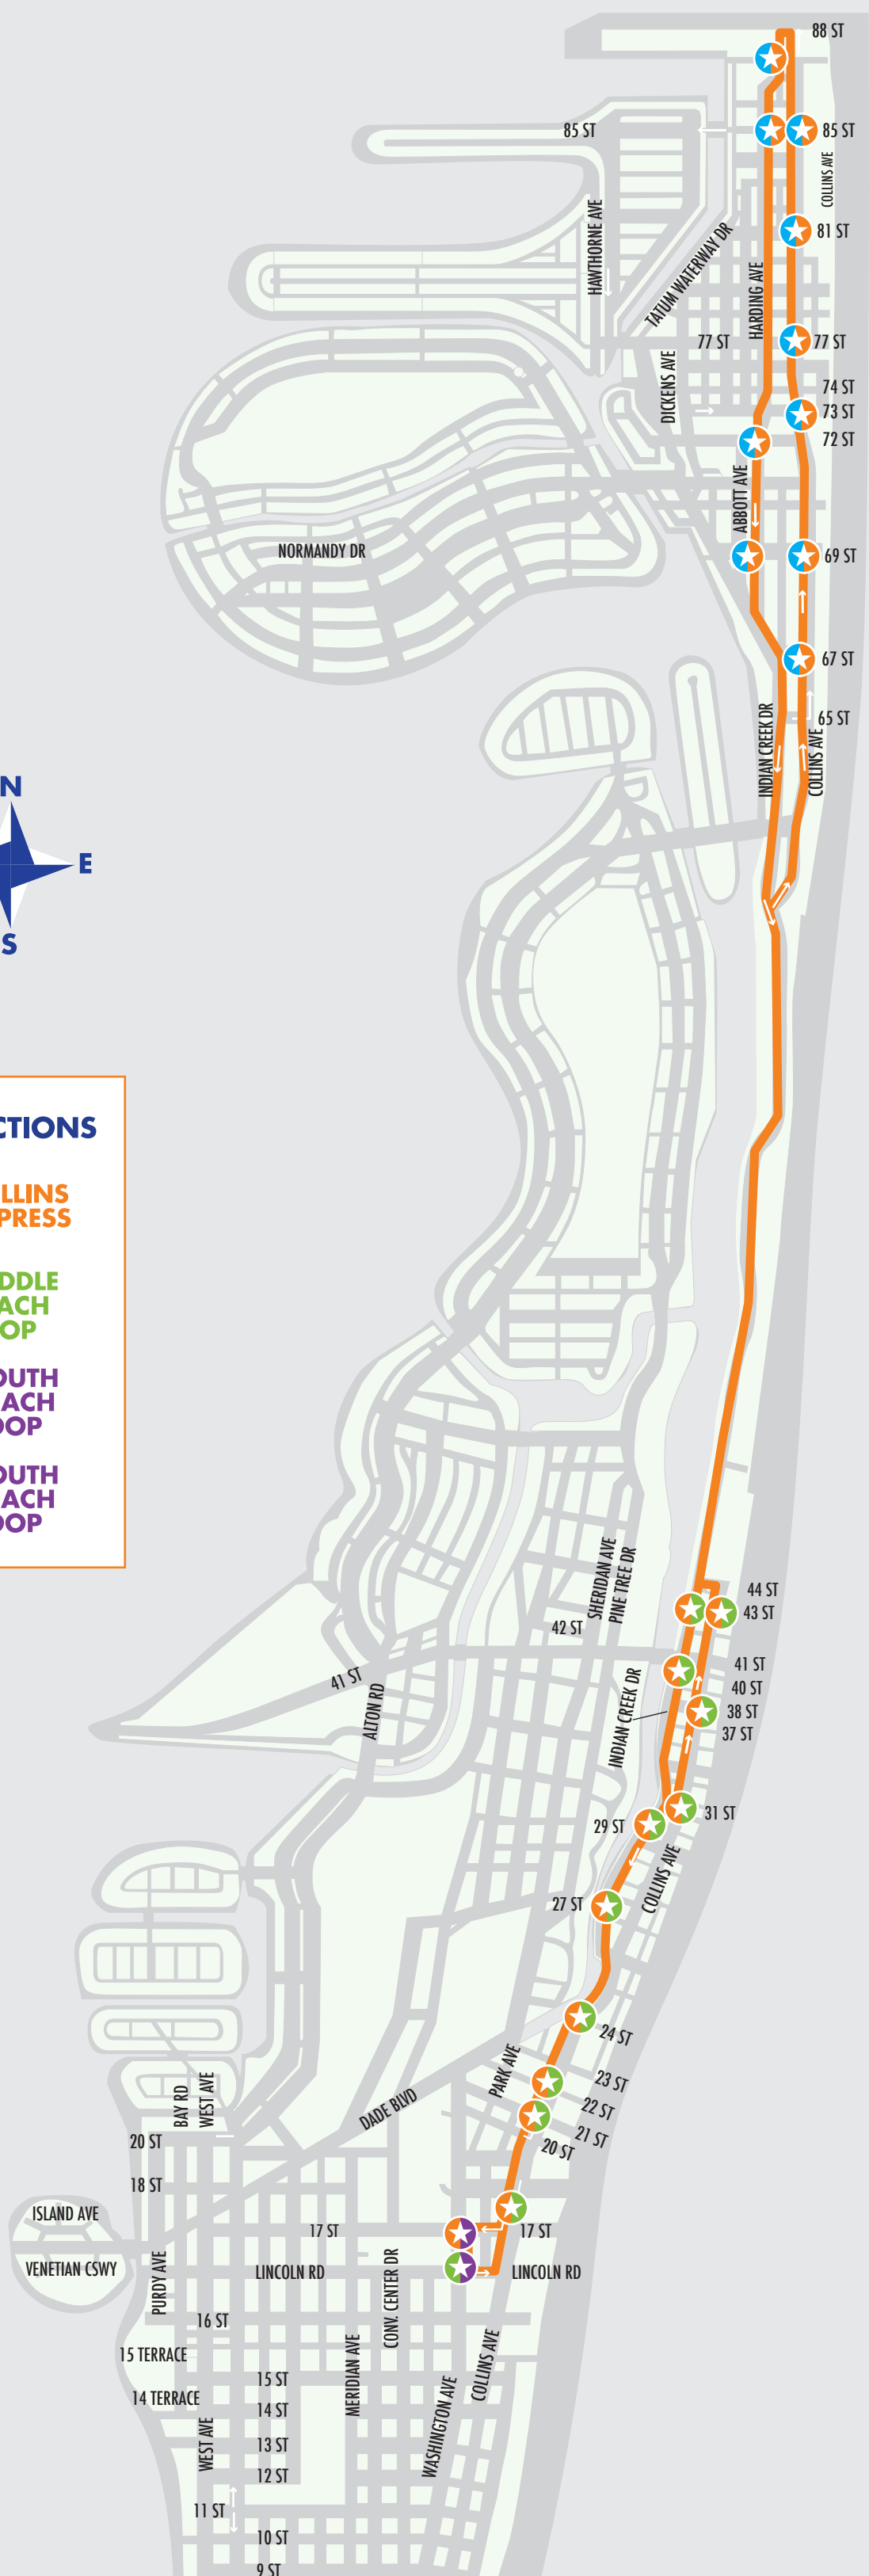 88 ST
85 ST
85 ST
COLLINS AVE
HAWTHORNE AVE
81 ST
TATUM WATERWAY DR
HARDING AVE
77 ST
77 ST
DICKENS AVE
74 ST
73 ST
72 ST
ABBOTT AVE
NORMANDY DR
69 ST
67 ST
INDIAN CREEK DR
65 ST
COLLINS AVE
N
E
S
CTIONS
LLINS
PRESS
DDLE
ACH
OP
OUTH
ACH
OOP
OUTH
ACH
OOP
SHERIDAN AVE
PINE TREE DR
44 ST
43 ST
42 ST
41 ST
41 ST
40 ST
ALTON RD
INDIAN CREEK DR
38 ST
37 ST
31 ST
29 ST
COLLINS AVE
27 ST
24 ST
PARK AVE
23 ST
BAY RD
WEST AVE
DADE BLVD
22 ST
21 ST
20 ST
20 ST
18 ST
ISLAND AVE
17 ST
17 ST
VENETIAN CSWY
PURDY AVE
LINCOLN RD
CONV. CENTER DR
LINCOLN RD
16 ST
15 TERRACE
MERIDIAN AVE
COLLINS AVE
15 ST
WASHINGTON AVE
14 TERRACE
14 ST
WEST AVE
13 ST
12 ST
11 ST
10 ST
9 ST